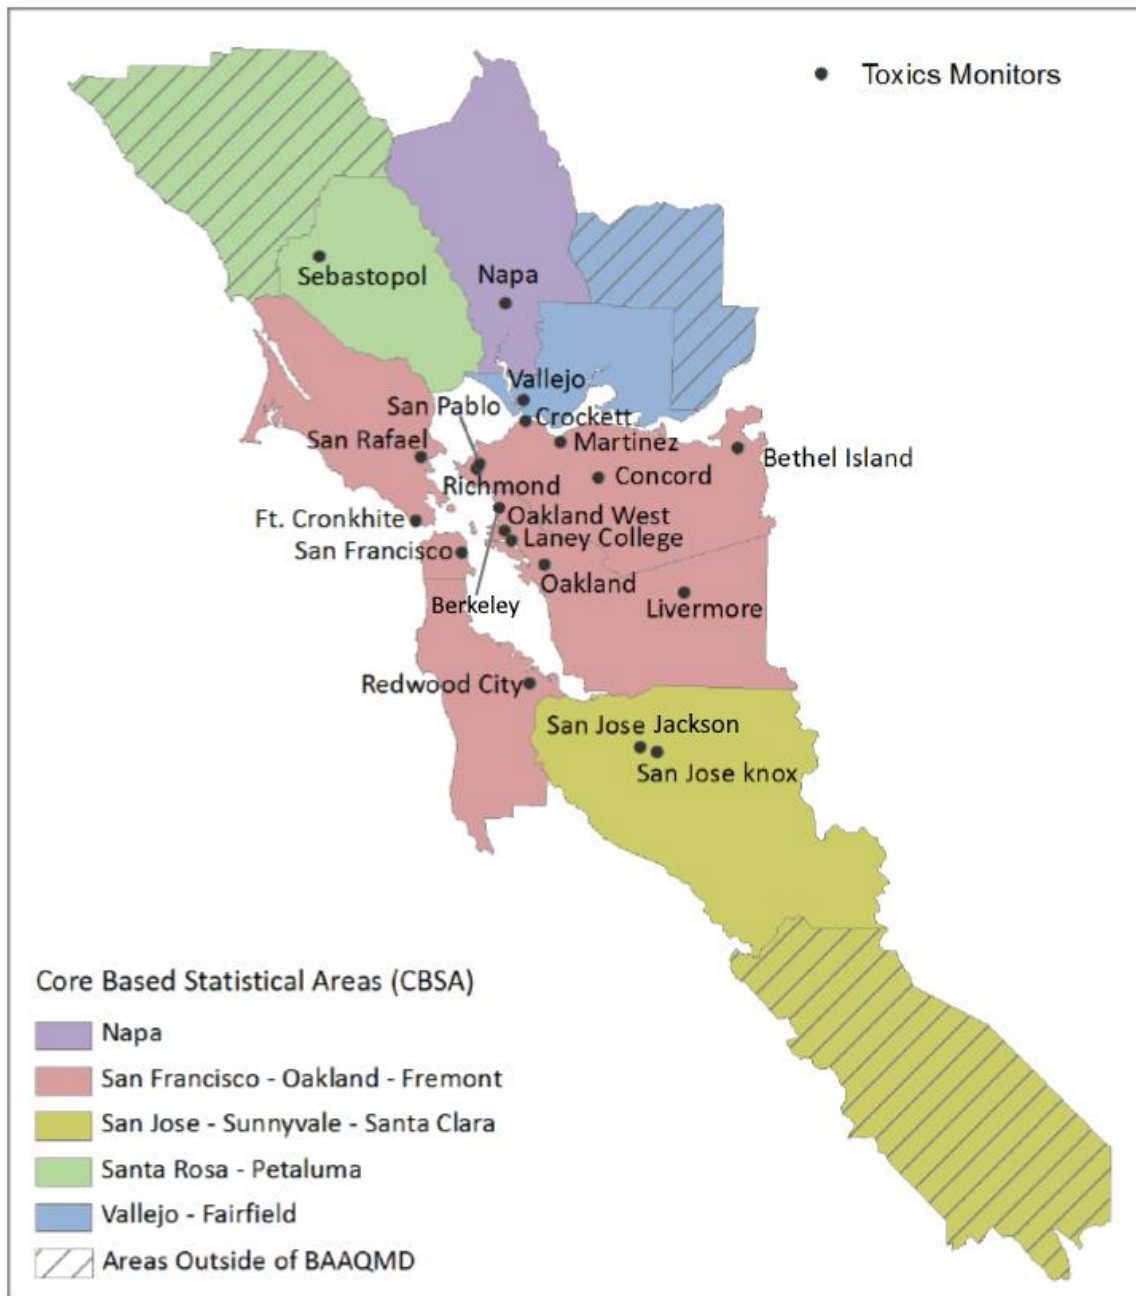 Toxics Monitors
Sebastopol
Napa
Vallejo
San Pablo
Crockett
San Rafael
Martinez
Bethel Island
Concord
Richmond
Ft. Cronkhite
Oakland West
Laney College
San Francisco
Oakland
Berkeley
Livermore
Redwood City
San Jose Jackson
San Jose knox
Core Based Statistical Areas (CBSA)
Napa
San Francisco - Oakland - Fremont
San Jose - Sunnyvale - Santa Clara
Santa Rosa - Petaluma
Vallejo - Fairfield
Areas Outside of BAAQMD